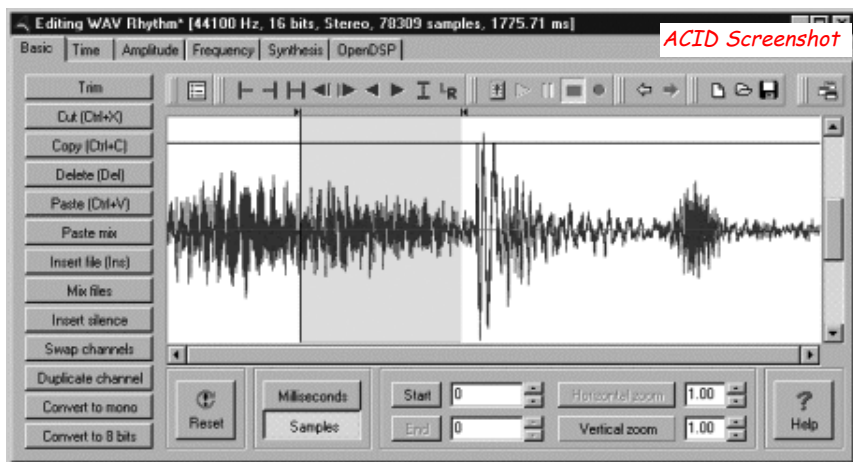 Editing WAV Rhythm* [44100 Hz, 16 bits, Stereo, 78309 samples, 1775.71 ms]
ACID Screenshot
Basic Time Amplitude Frequency Synthesis OpenDSP
Trim
Cut (Ctrl+X)
Copy (Ctrl+C)
Delete (Del)
Paste (Ctrl+V)
Paste mix
Insert file (Ins)
Mix files
Insert silence
Swap channels
Duplicate channel
Convert to mono
Convert to 8 bits
L R
Reset
Milliseconds
Samples
Start 0
End 0
Horizontal zoom 1.00
Vertical zoom 1.00
?
Help